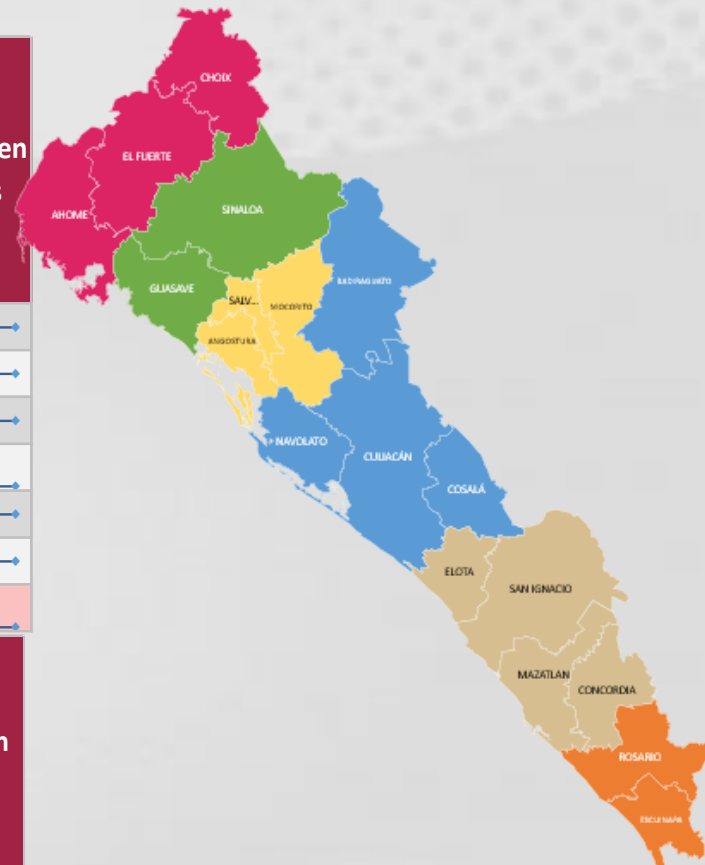 en
s
n
CHOIX
EL FUERTE
AHOME
SINALOA
GUASAVE
SALV...
MOCORITO
BADIRAGUATO
ANGOSTURA
NAVOLATO
CULIACÁN
COSALÁ
ELOTA
SAN IGNACIO
MAZATLAN
CONCORDIA
ROSARIO
ESCUINAPA